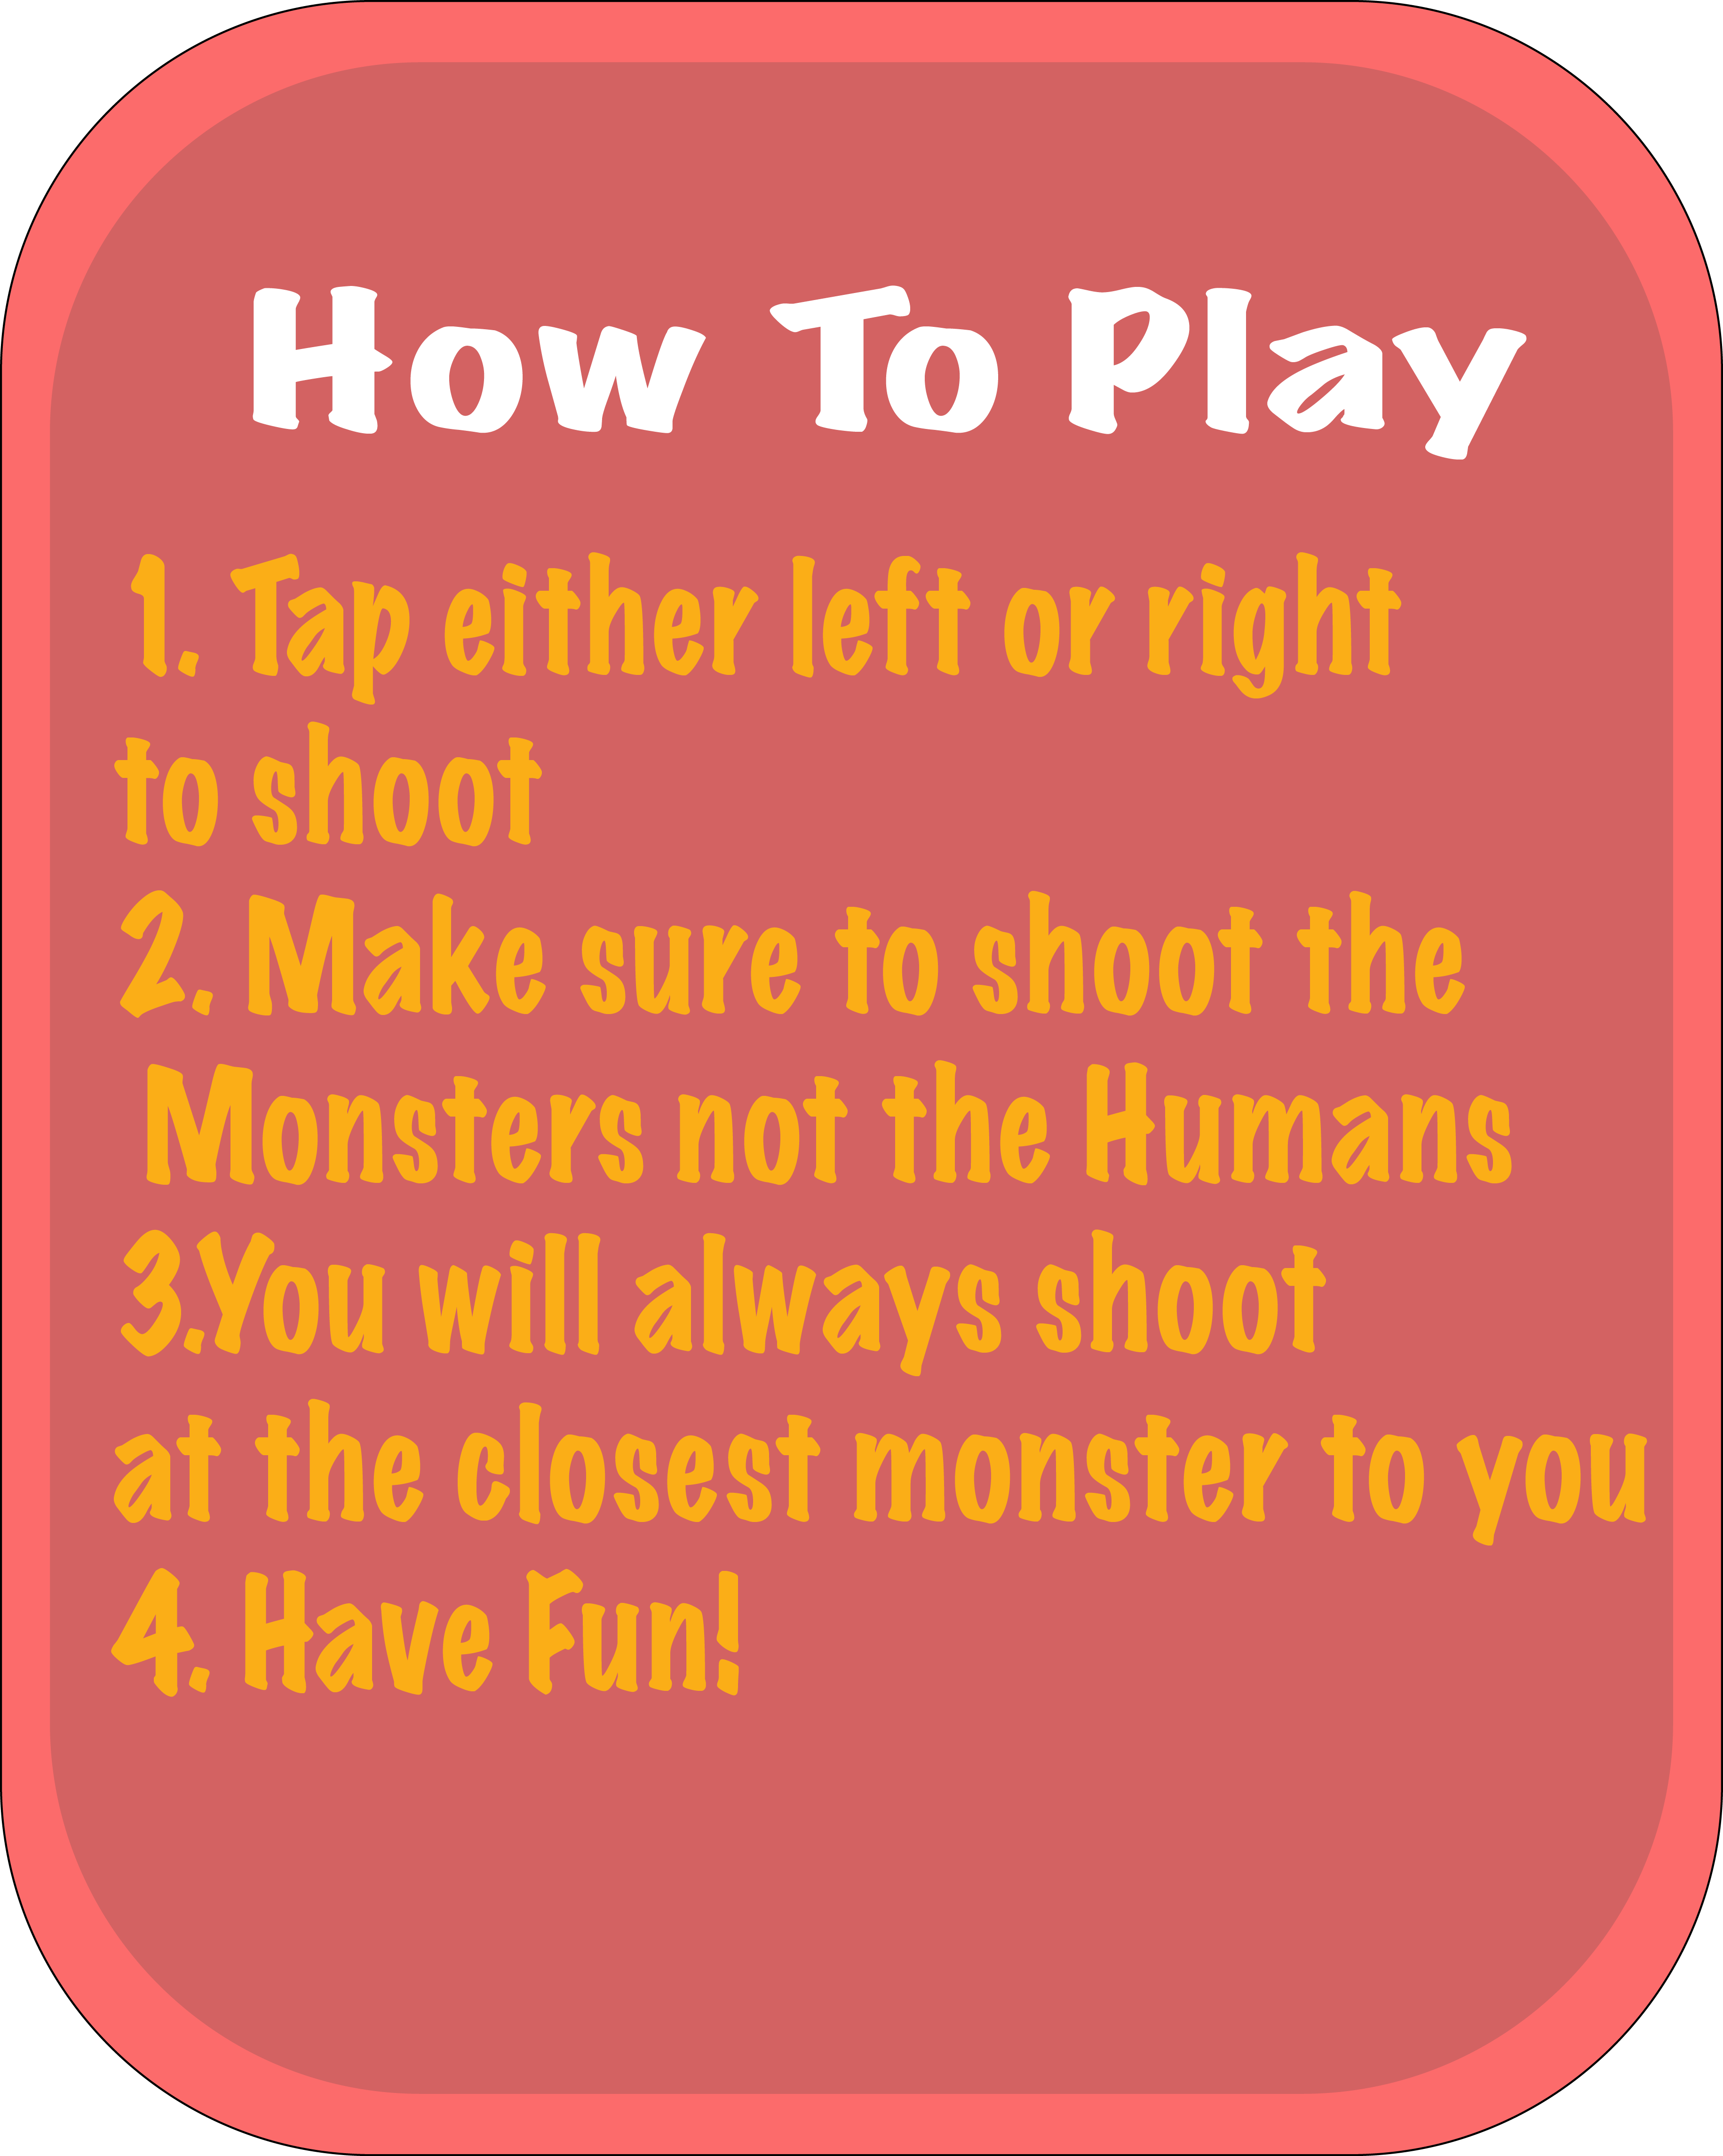 How To Play
1. Tap either left or right
to shoot
2. Make sure to shoot the
Monsters not the Humans
3.You will always shoot
at the closest monster to you
4. Have Fun!